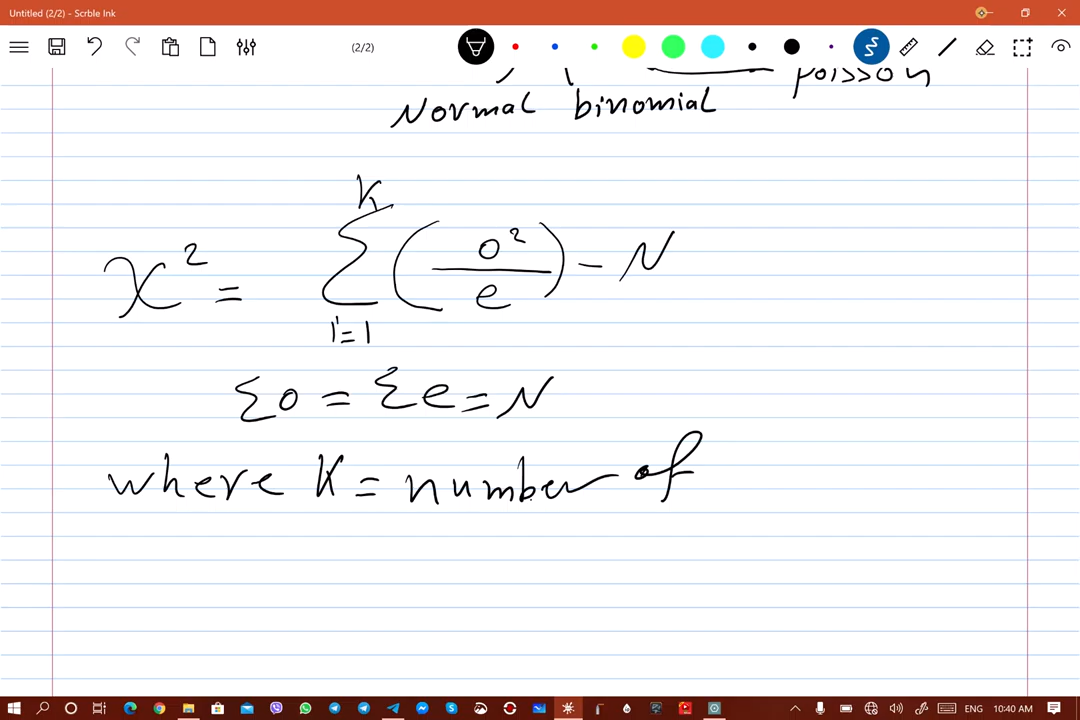 Untitled (2/2) - Scrble Ink
(2/2)
poisson
Normal binomial
χ² = Σ_{i=1}^{K} (o²/e) - N
Σo = Σe = N
where K = number of
ENG 10:40 AM